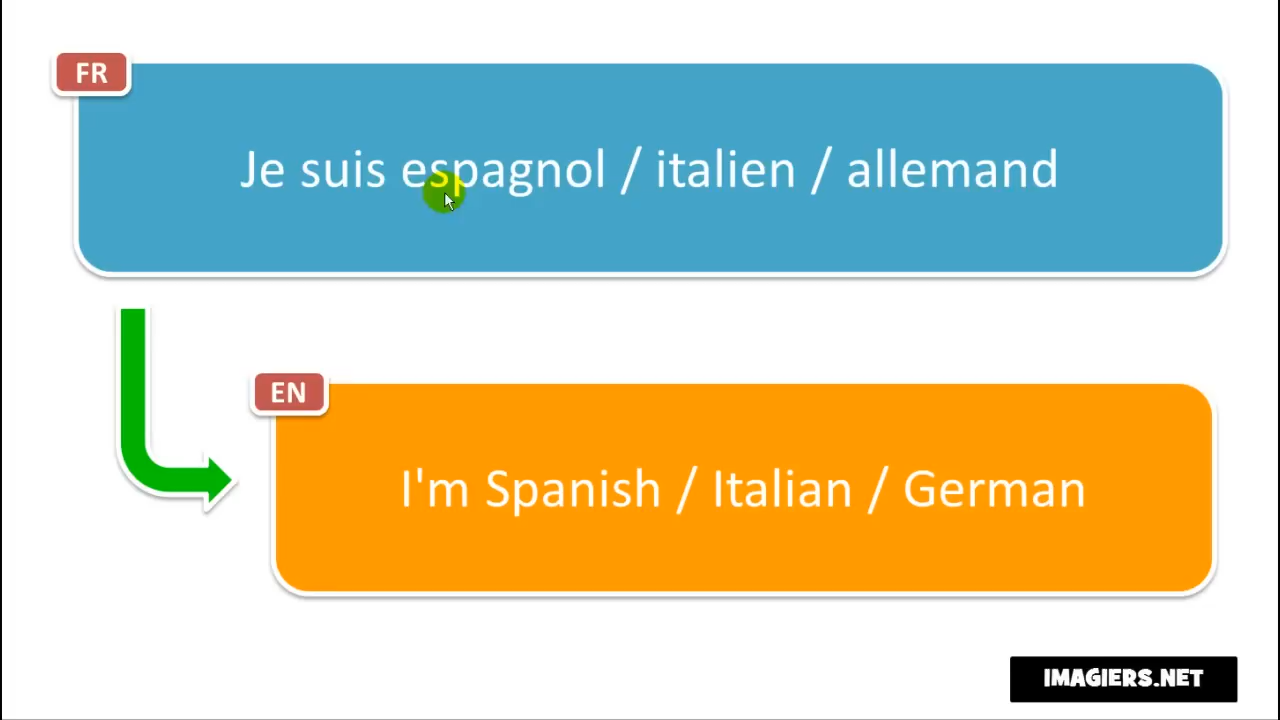 FR
Je suis espagnol / italien / allemand
EN
I'm Spanish / Italian / German
IMAGIERS.NET